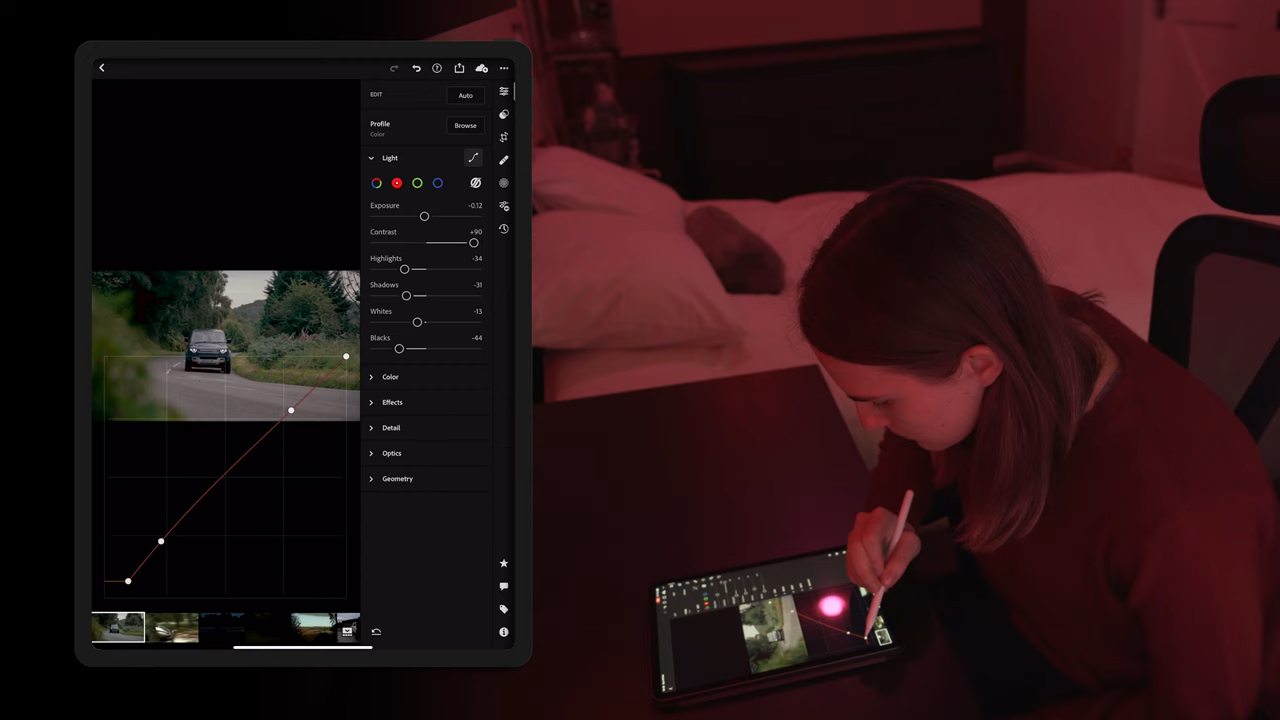 EDIT
Auto
Profile
Color
Browse
Light
Exposure -0.12
Contrast +90
Highlights -34
Shadows -31
Whites -13
Blacks -44
Color
Effects
Detail
Optics
Geometry